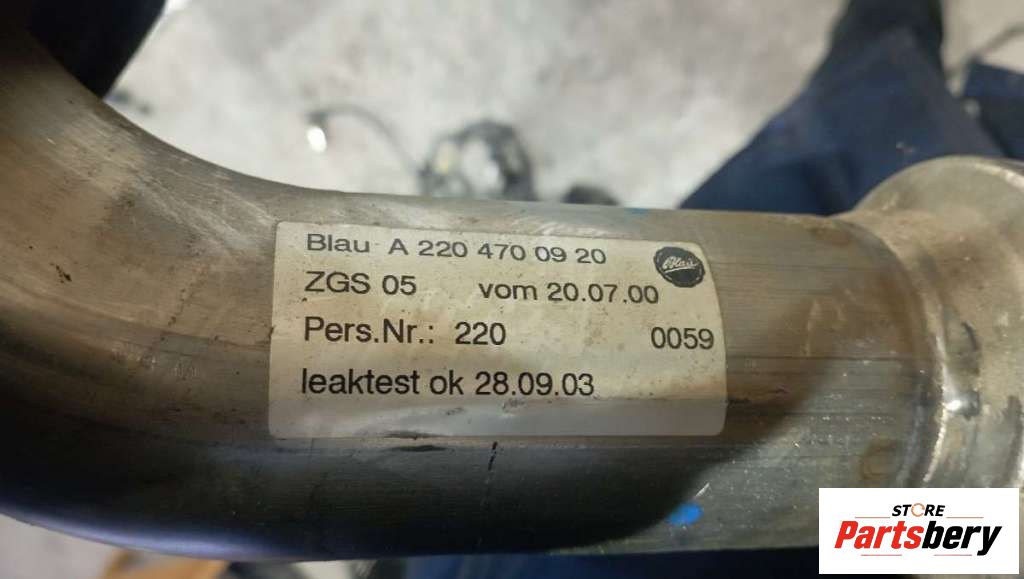 Blau A 220 470 09 20
Blau
ZGS 05 vom 20.07.00
Pers.Nr.: 220 0059
leaktest ok 28.09.03
STORE
Partsbery